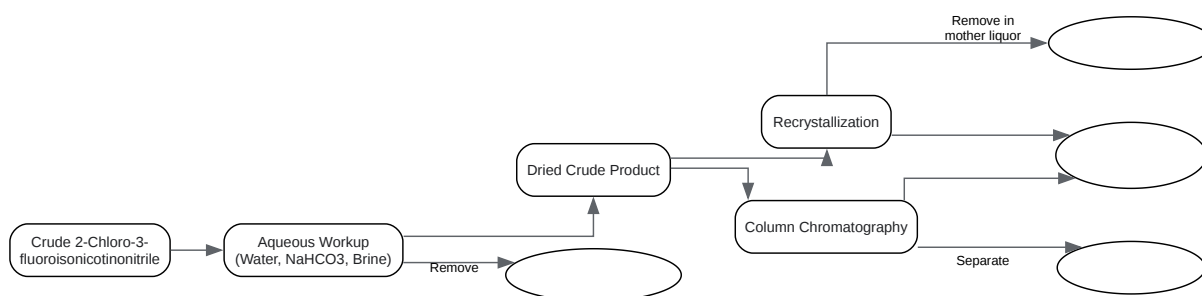 Remove in
mother liquor
Recrystallization
Dried Crude Product
Column Chromatography
Crude 2-Chloro-3-
fluoroisonicotinonitrile
Aqueous Workup
(Water, NaHCO3, Brine)
Remove
Separate